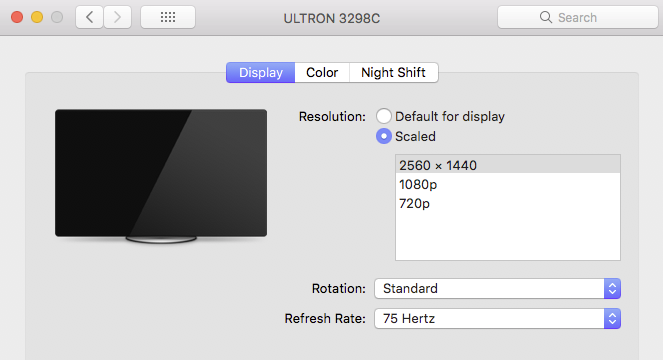 ULTRON 3298C
Search
Display Color Night Shift
Resolution: Default for display
Scaled
2560 × 1440
1080p
720p
Rotation: Standard
Refresh Rate: 75 Hertz